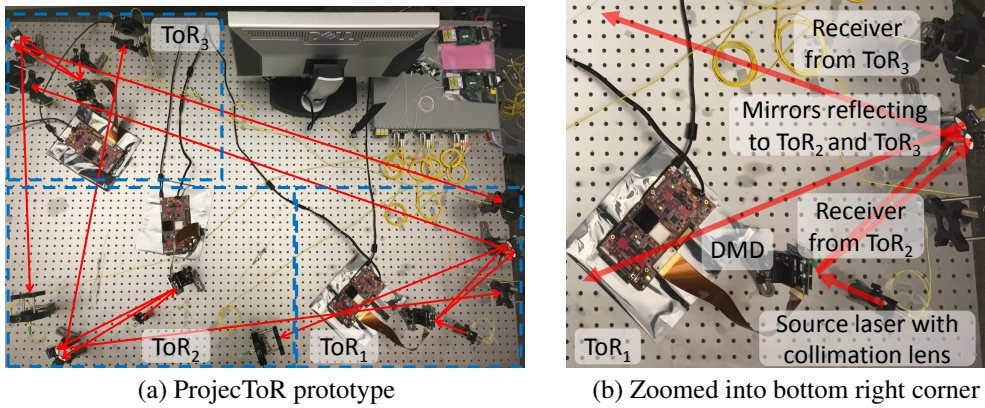 ToR3
ToR2
ToR1
(a) ProjecToR prototype
Receiver
from ToR3
Mirrors reflecting
to ToR2 and ToR3
Receiver
from ToR2
DMD
Source laser with
collimation lens
ToR1
(b) Zoomed into bottom right corner